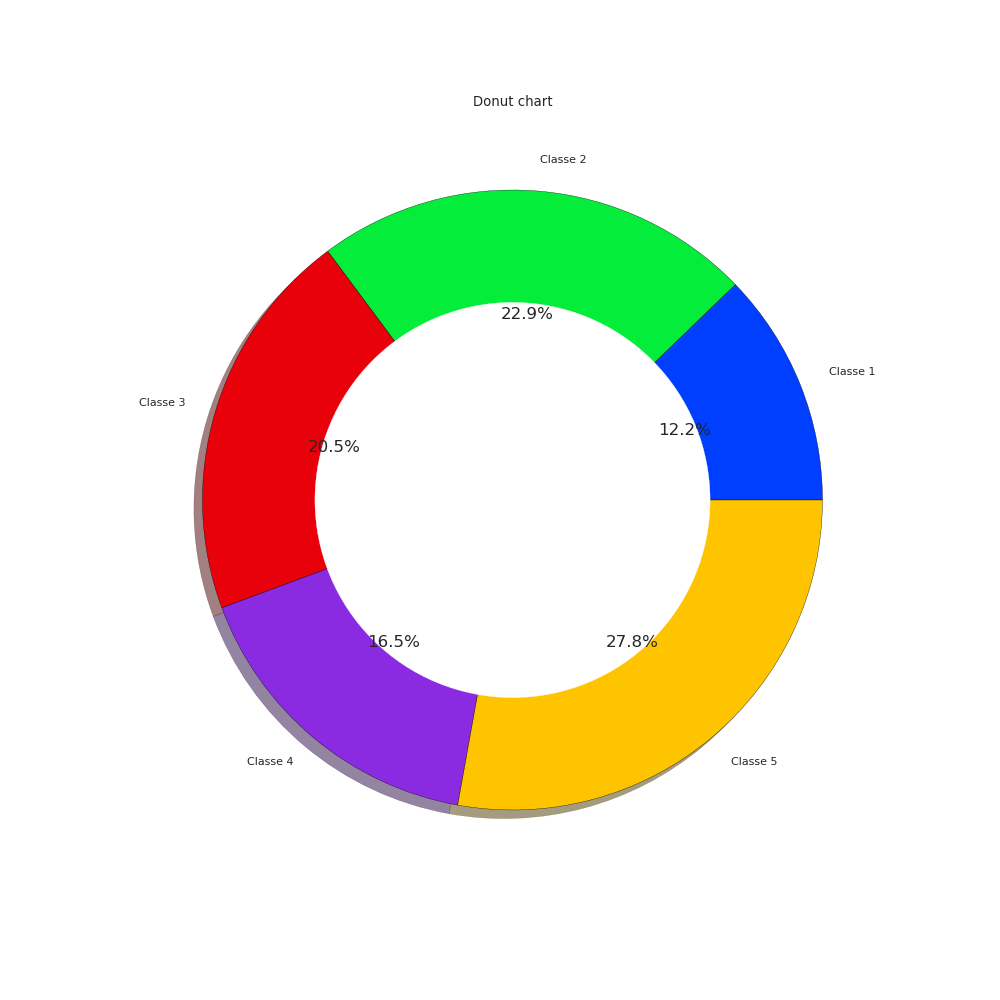 Donut chart
Classe 2
22.9%
Classe 1
Classe 3
12.2%
20.5%
16.5%
27.8%
Classe 4
Classe 5